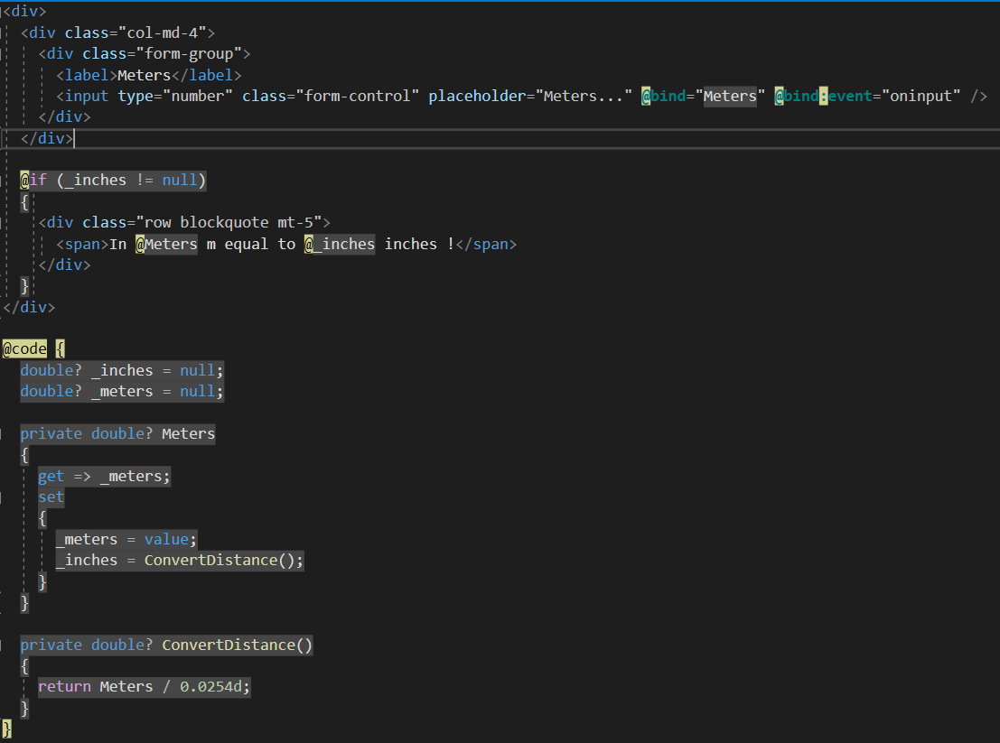 <div>
<div class="col-md-4">
<div class="form-group">
<label>Meters</label>
<input type="number" class="form-control" placeholder="Meters..." @bind="Meters" @bind:event="oninput" />
</div>
</div>
@if (_inches != null)
{
<div class="row blockquote mt-5">
<span>In @Meters m equal to @_inches inches !</span>
</div>
}
</div>
@code {
double? _inches = null;
double? _meters = null;
private double? Meters
{
get => _meters;
set
{
_meters = value;
_inches = ConvertDistance();
}
}
private double? ConvertDistance()
{
return Meters / 0.0254d;
}
}